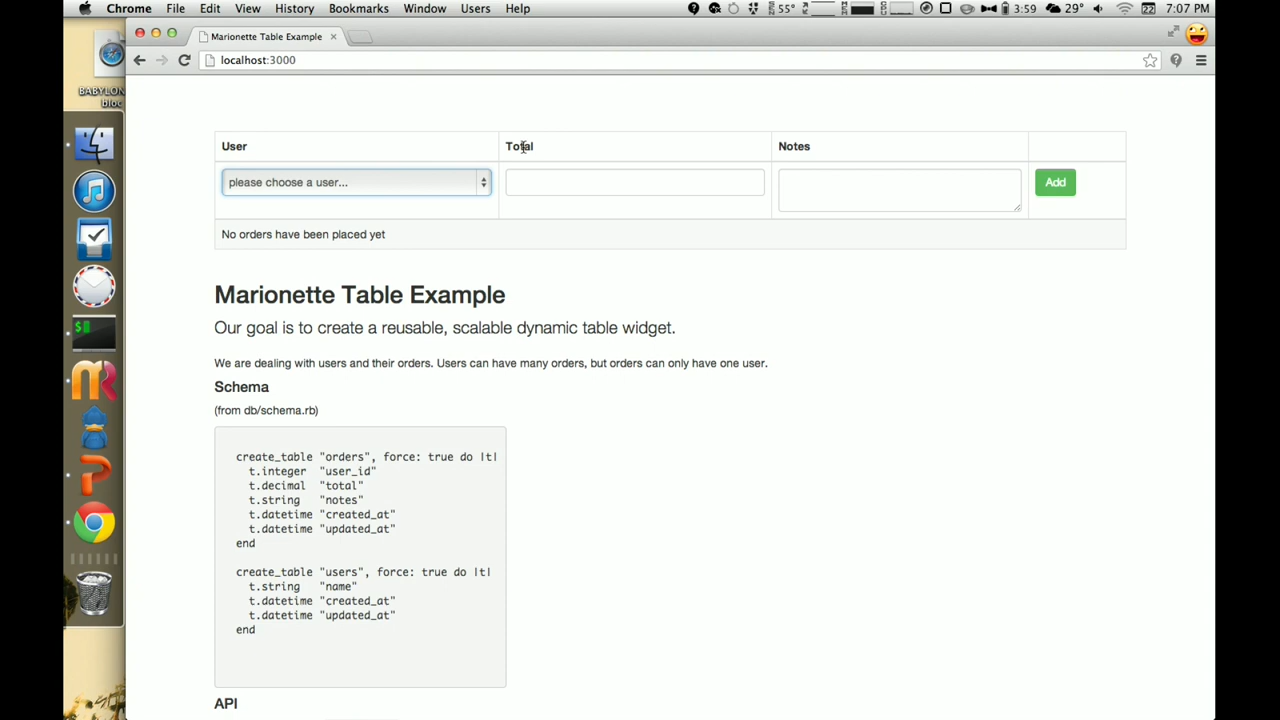 Chrome File Edit View History Bookmarks Window Users Help 55° 3:59 29° 22 7:07 PM
Marionette Table Example
localhost:3000
BABYLON
bloc
User Total Notes
please choose a user... Add
No orders have been placed yet
Marionette Table Example
Our goal is to create a reusable, scalable dynamic table widget.
We are dealing with users and their orders. Users can have many orders, but orders can only have one user.
Schema
(from db/schema.rb)
create_table "orders", force: true do |t|
t.integer "user_id"
t.decimal "total"
t.string "notes"
t.datetime "created_at"
t.datetime "updated_at"
end
create_table "users", force: true do |t|
t.string "name"
t.datetime "created_at"
t.datetime "updated_at"
end
API